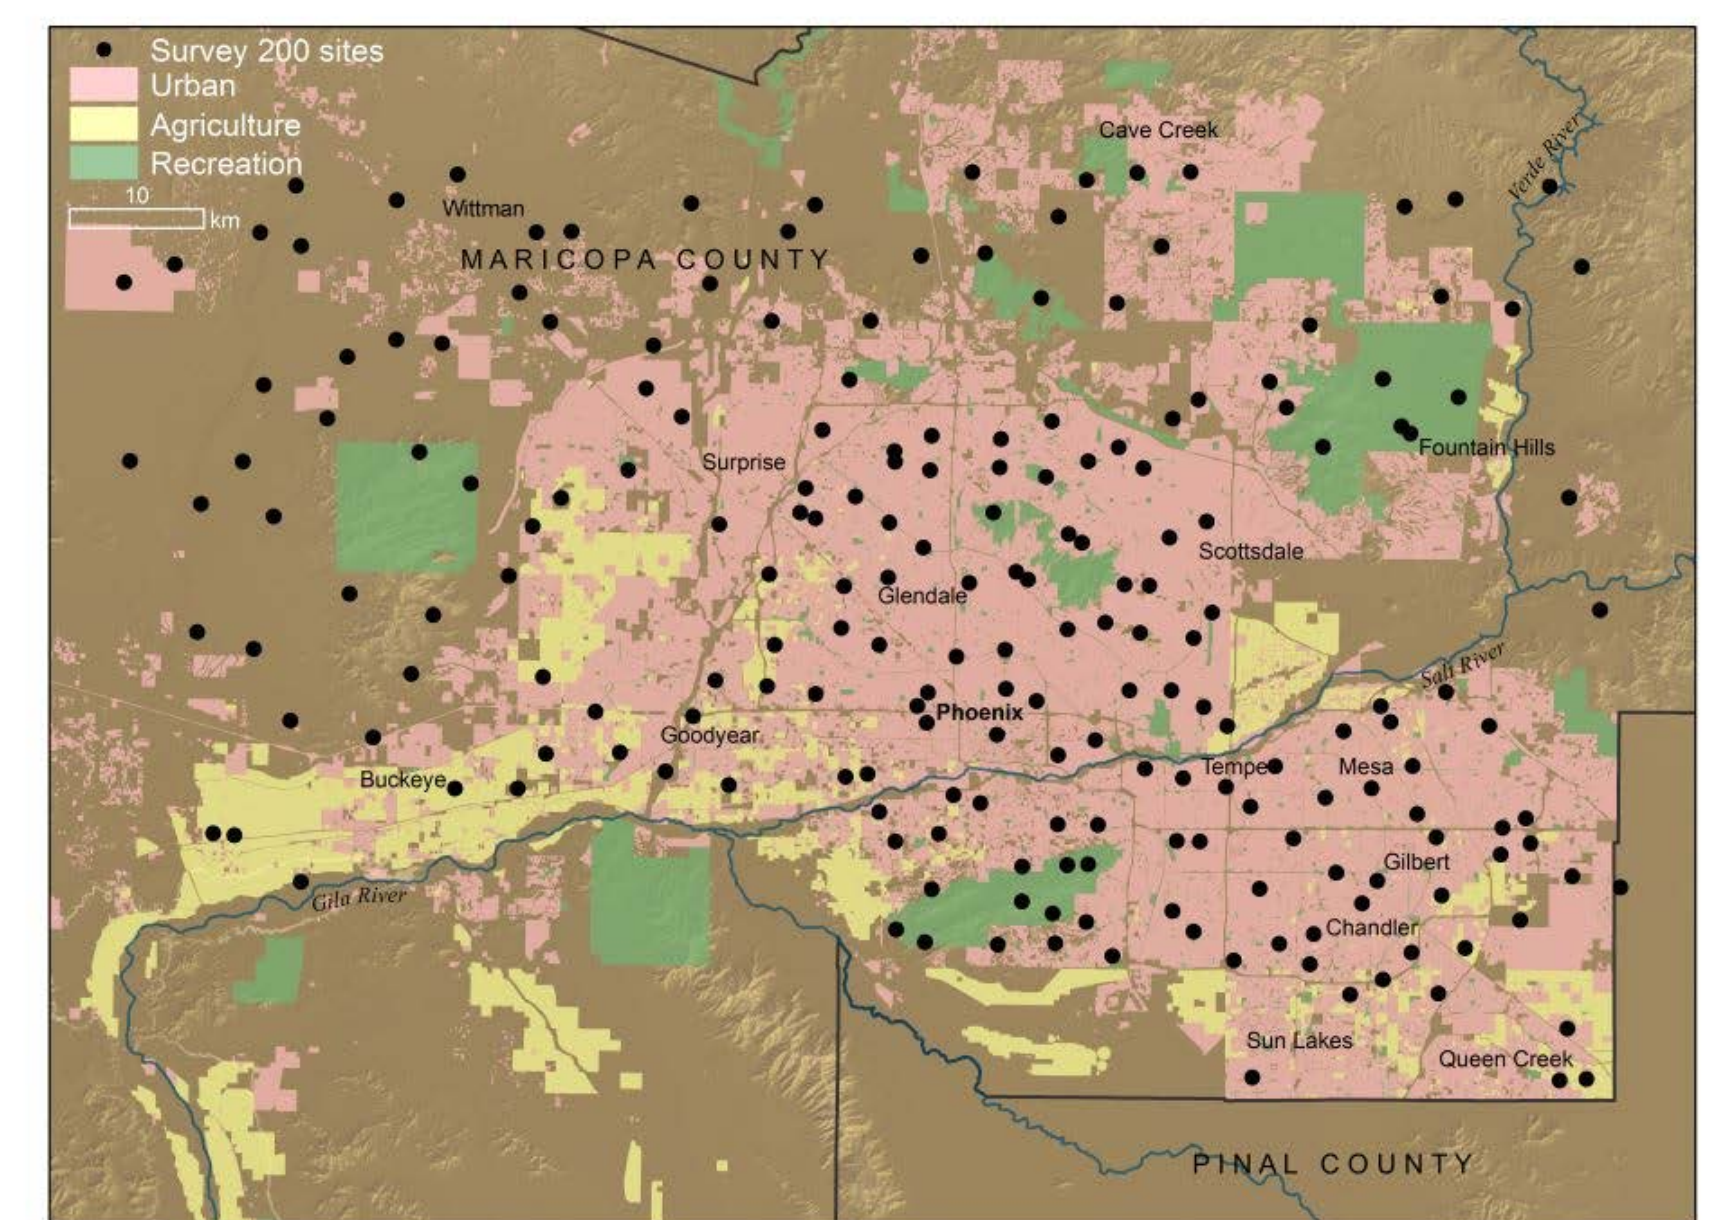 Survey 200 sites
Urban
Agriculture
Recreation
10
km
Cave Creek
Verde River
Wittman
MARICOPA COUNTY
Surprise
Fountain Hills
Scottsdale
Glendale
Salt River
Phoenix
Goodyear
Buckeye
Tempe
Mesa
Gilbert
Gila River
Chandler
Sun Lakes
Queen Creek
PINAL COUNTY